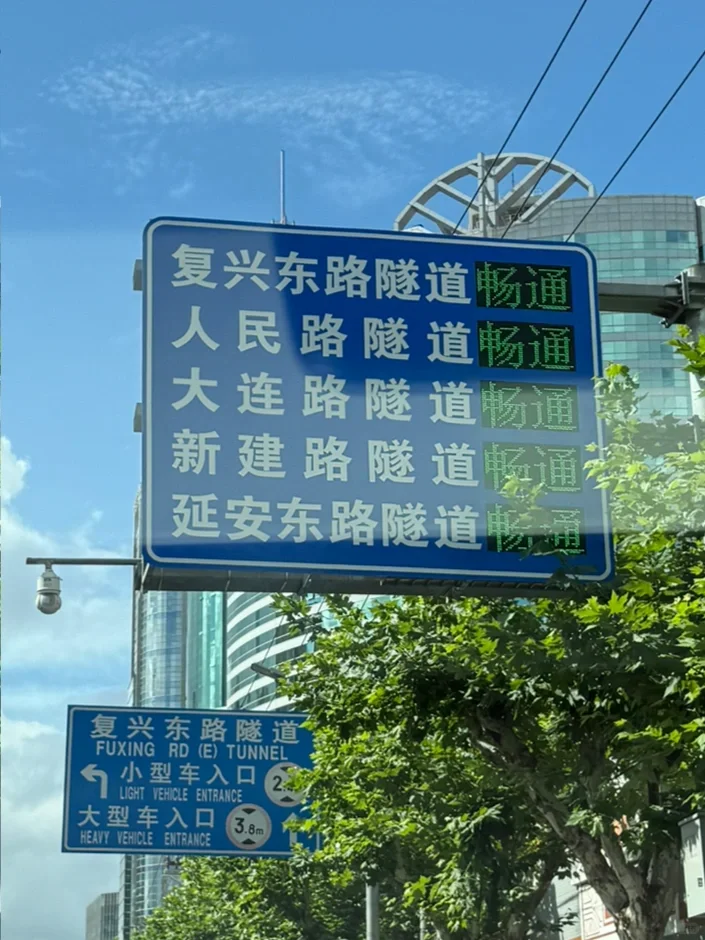 复兴东路隧道 畅通
人民路隧道 畅通
大连路隧道 畅通
新建路隧道 畅通
延安东路隧道 畅通
复兴东路隧道
FUXING RD (E) TUNNEL
小型车入口
LIGHT VEHICLE ENTRANCE
大型车入口 3.8m
HEAVY VEHICLE ENTRANCE